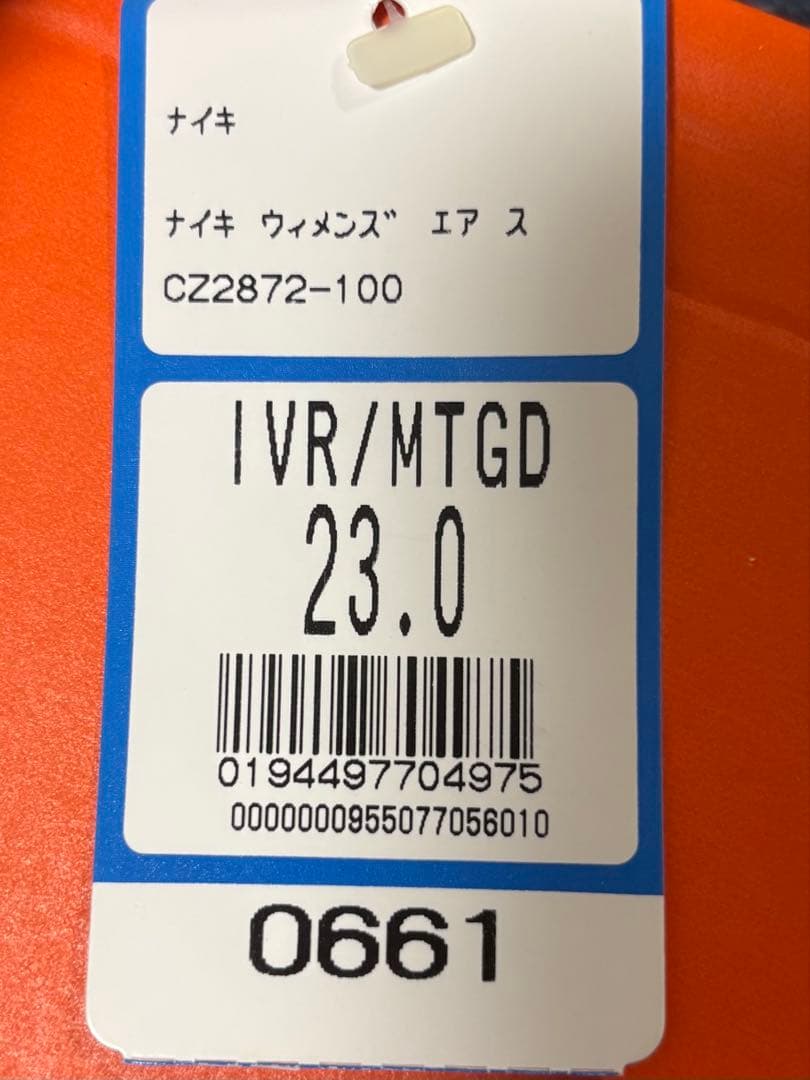 ナイキ
ナイキ ウィメンズ エア ス
CZ2872-100
IVR/MTGD
23.0
0194497704975
0000000955077056010
0661